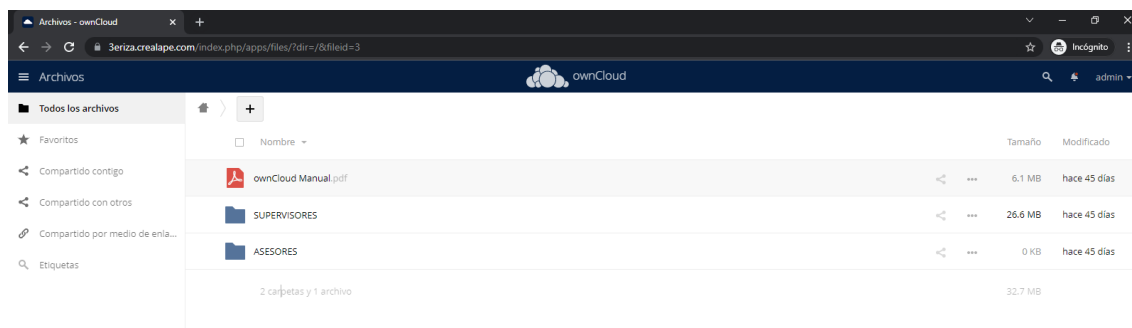 Archivos - ownCloud
3eriza.crealape.com/index.php/apps/files/?dir=/&fileid=3
Incógnito
Archivos
ownCloud
admin
Todos los archivos
Favoritos
Compartido contigo
Compartido con otros
Compartido por medio de enla...
Etiquetas
Nombre Tamaño Modificado
ownCloud Manual.pdf 6.1 MB hace 45 días
SUPERVISORES 26.6 MB hace 45 días
ASESORES 0 KB hace 45 días
2 carpetas y 1 archivo 32.7 MB